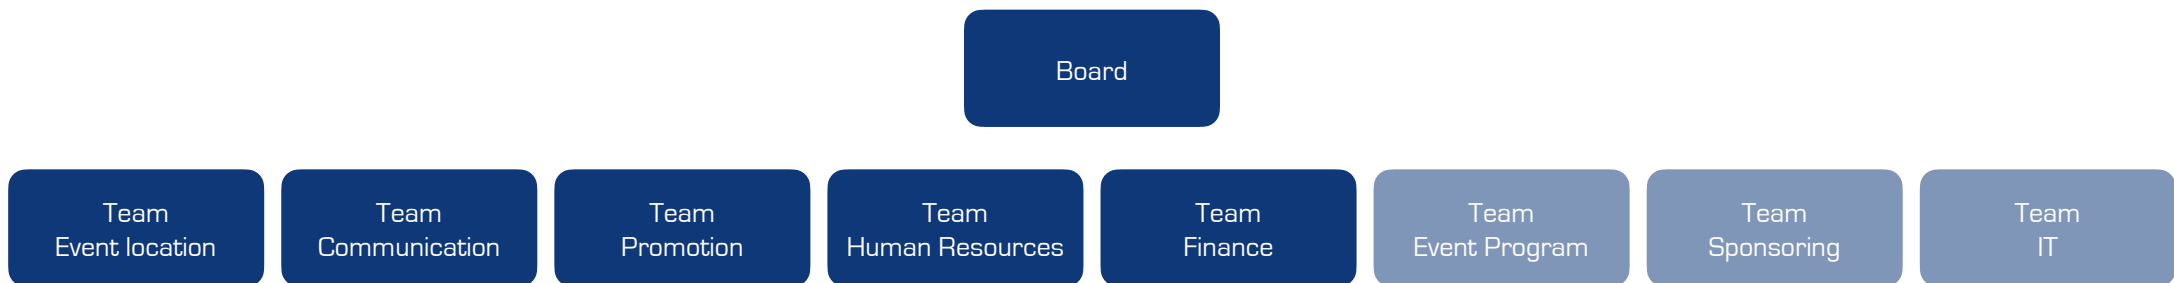 Board
Team
Event location
Team
Communication
Team
Promotion
Team
Human Resources
Team
Finance
Team
Event Program
Team
Sponsoring
Team
IT